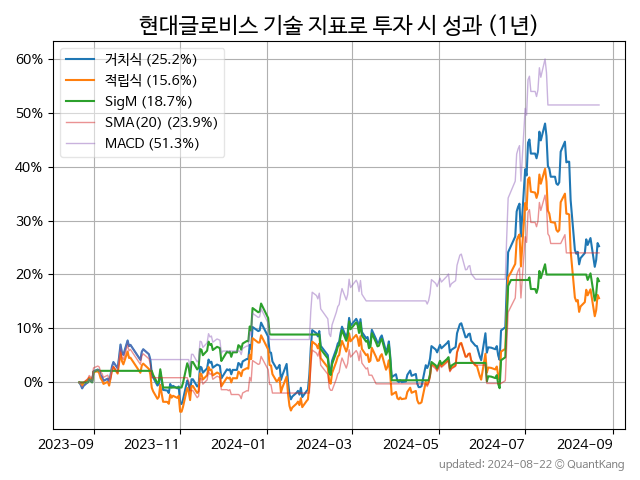 현대글로비스 기술 지표로 투자 시 성과 (1년)
거치식 (25.2%)
적립식 (15.6%)
SigM (18.7%)
SMA(20) (23.9%)
MACD (51.3%)
60%
50%
40%
30%
20%
10%
0%
2023-09 2023-11 2024-01 2024-03 2024-05 2024-07 2024-09
updated: 2024-08-22 © QuantKang